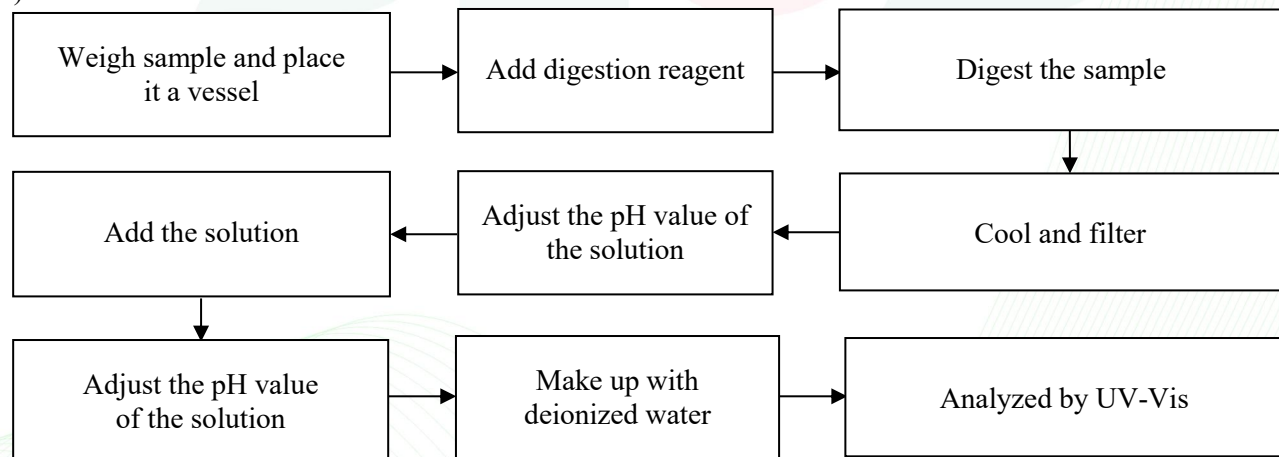 Weigh sample and place
it a vessel
Add digestion reagent
Digest the sample
Cool and filter
Adjust the pH value of
the solution
Add the solution
Adjust the pH value
of the solution
Make up with
deionized water
Analyzed by UV-Vis